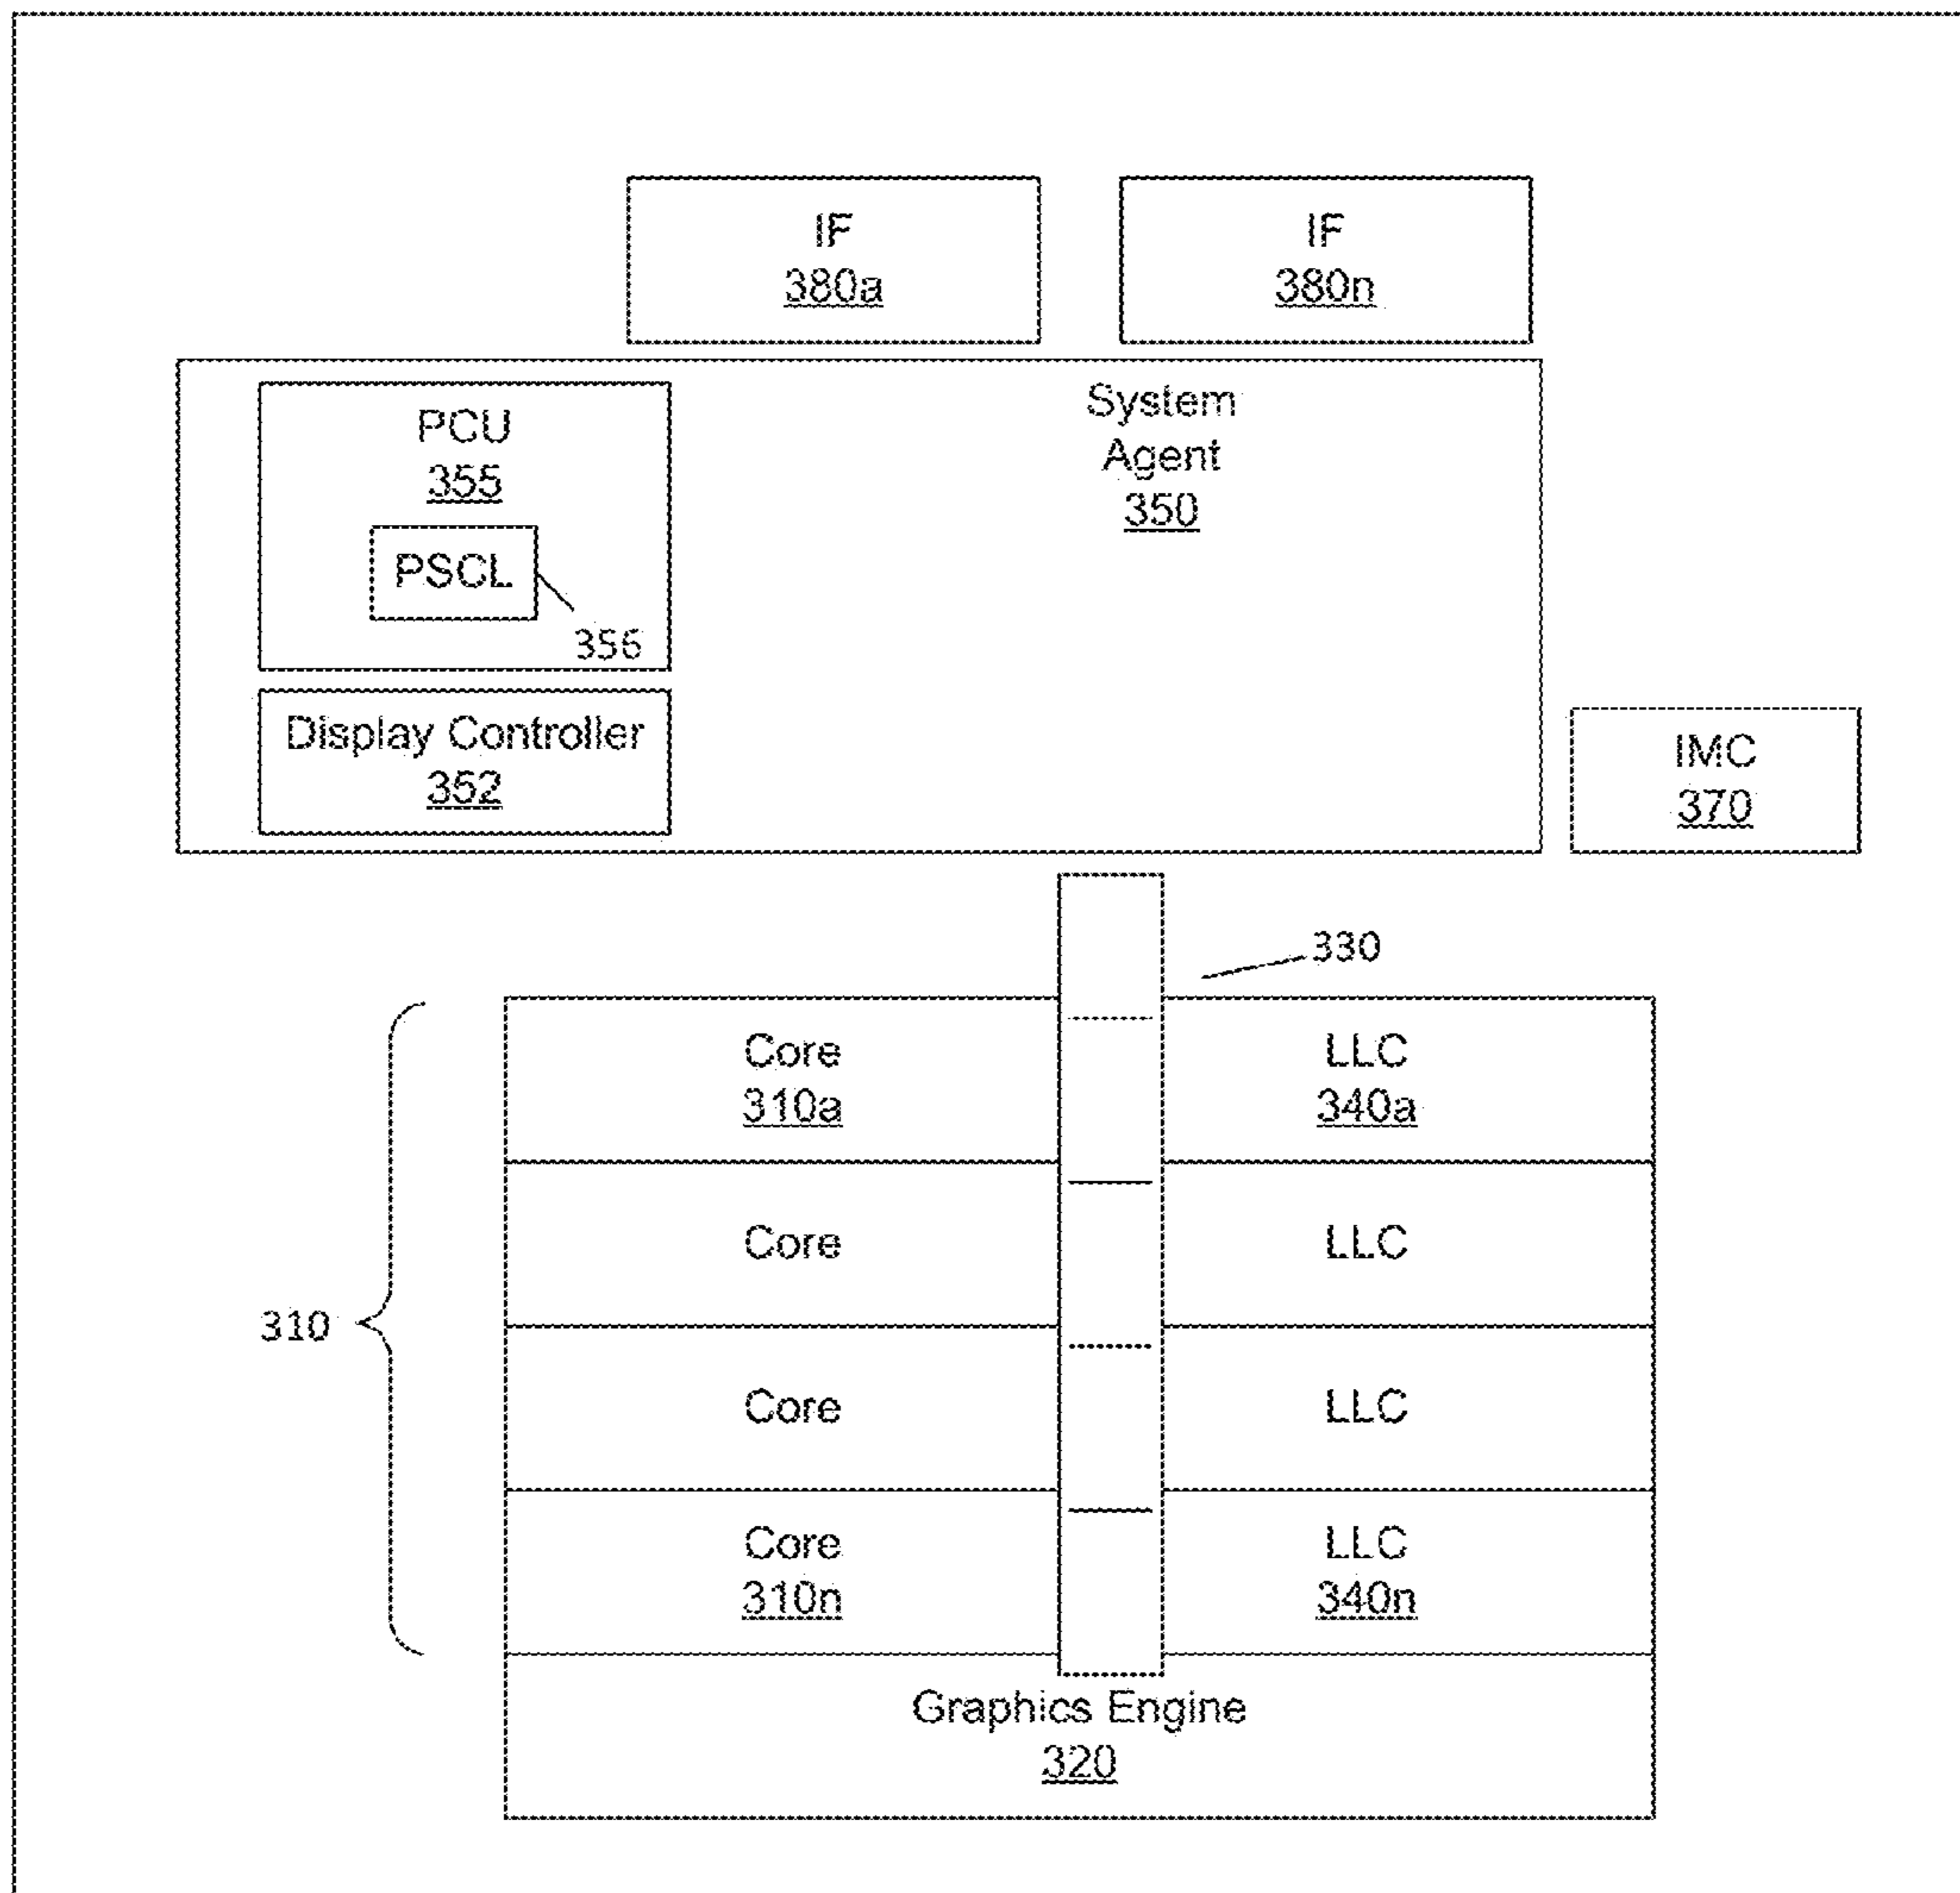 IF
380a
IF
380n
PCU
355
PSCL
356
System
Agent
350
Display Controller
352
IMC
370
330
310
Core
310a
LLC
340a
Core
LLC
Core
LLC
Core
310n
LLC
340n
Graphics Engine
320